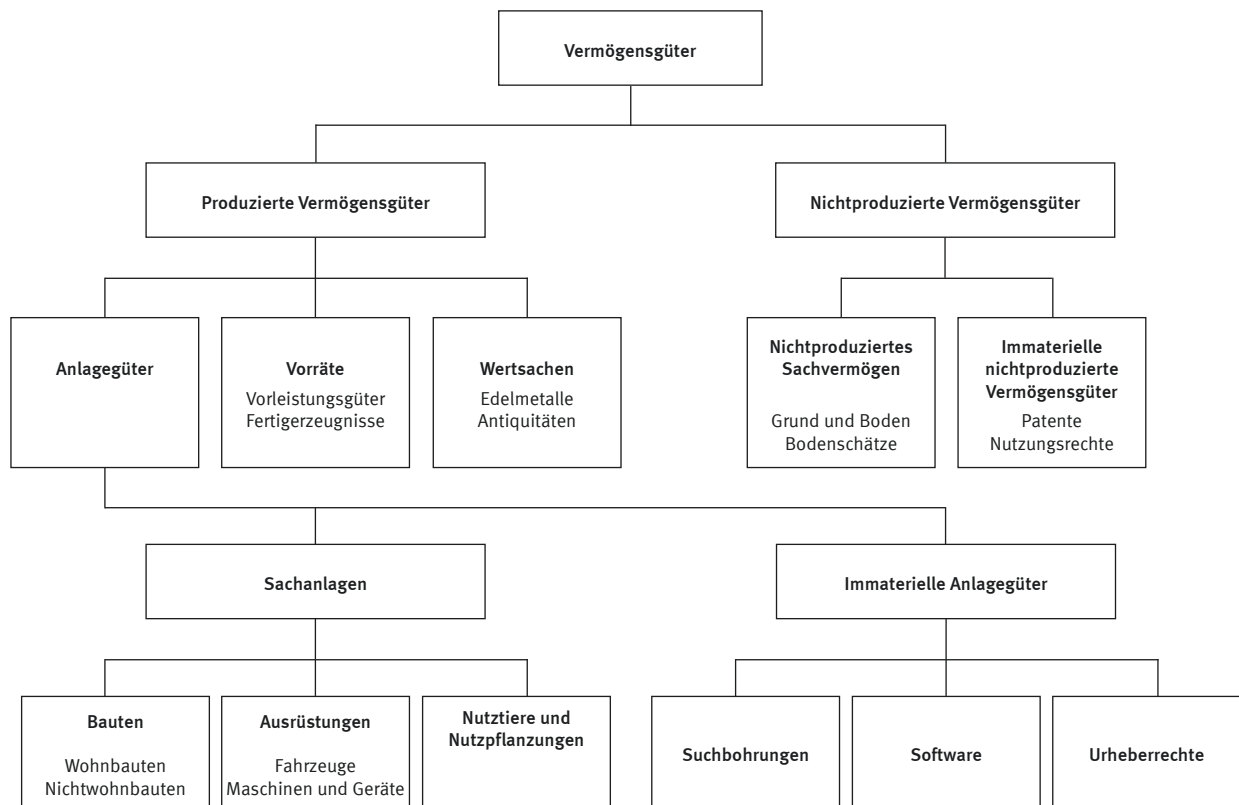 Vermögensgüter
Produzierte Vermögensgüter
Nichtproduzierte Vermögensgüter
Anlagegüter
Vorräte
Vorleistungsgüter
Fertigerzeugnisse
Wertsachen
Edelmetalle
Antiquitäten
Nichtproduziertes
Sachvermögen
Grund und Boden
Bodenschätze
Immaterielle
nichtproduzierte
Vermögensgüter
Patente
Nutzungsrechte
Sachanlagen
Immaterielle Anlagegüter
Bauten
Wohnbauten
Nichtwohnbauten
Ausrüstungen
Fahrzeuge
Maschinen und Geräte
Nutztiere und
Nutzpflanzungen
Suchbohrungen
Software
Urheberrechte